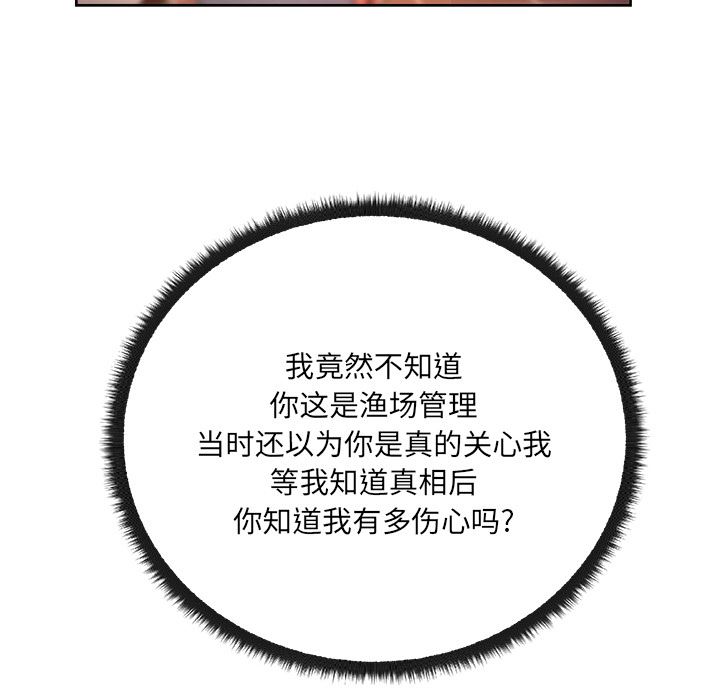 我竟然不知道
你这是渔场管理
当时还以为你是真的关心我
等我知道真相后
你知道我有多伤心吗?